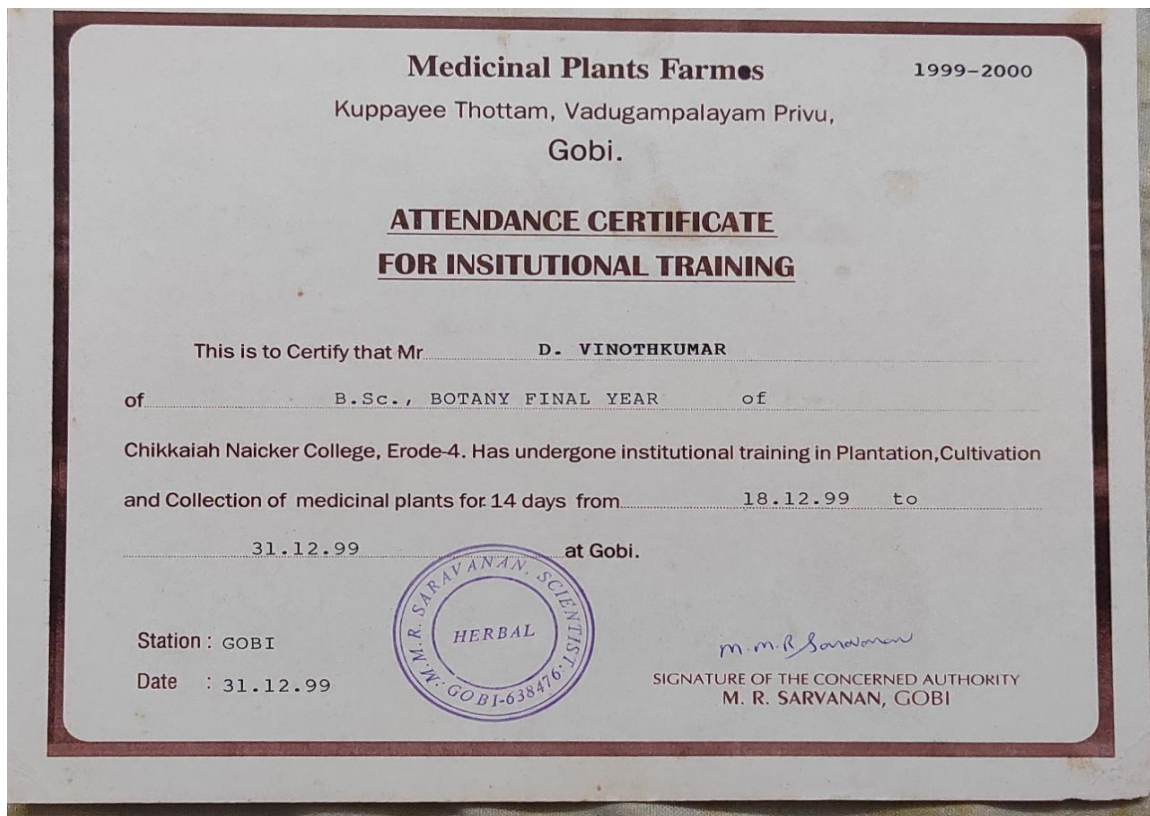 Medicinal Plants Farmes
1999-2000
Kuppayee Thottam, Vadugampalayam Privu,
Gobi.
ATTENDANCE CERTIFICATE
FOR INSITUTIONAL TRAINING
This is to Certify that Mr D. VINOTHKUMAR
of B.Sc., BOTANY FINAL YEAR of
Chikkaiah Naicker College, Erode-4. Has undergone institutional training in Plantation,Cultivation
and Collection of medicinal plants for 14 days from 18.12.99 to
31.12.99 at Gobi.
M.M.R. SARAVANAN, SCIENTIST
HERBAL
GOBI-638476
Station : GOBI
Date : 31.12.99
M.M.R Saravanan
SIGNATURE OF THE CONCERNED AUTHORITY
M. R. SARVANAN, GOBI